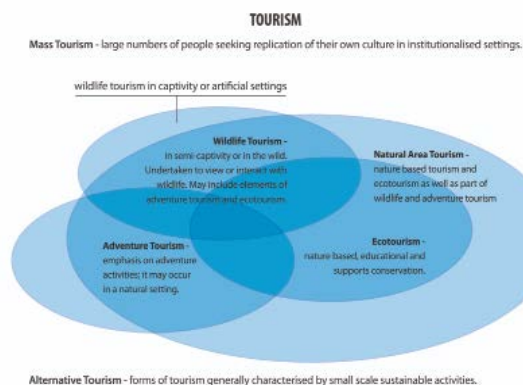 TOURISM
Mass Tourism - large numbers of people seeking replication of their own culture in institutionalised settings.
wildlife tourism in captivity or artificial settings
Wildlife Tourism -
in semi-captivity or in the wild.
Undertaken to view or interact with
wildlife. May include elements of
adventure tourism and ecotourism.
Natural Area Tourism -
nature based tourism and
ecotourism as well as part of
wildlife and adventure tourism
Adventure Tourism -
emphasis on adventure
activities; it may occur
in a natural setting.
Ecotourism -
nature based, educational and
supports conservation.
Alternative Tourism - forms of tourism generally characterised by small scale sustainable activities.